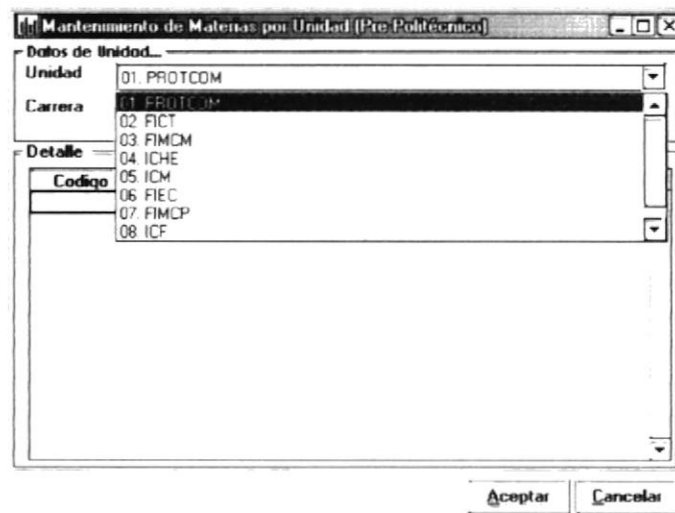 Mantenimiento de Materias por Unidad (Pre-Politécnico)
Datos de Unidad...
Unidad
01. PROTCOM
Carrera
01. PROTCOM
02 FICT
03. FIMCM
04. ICHE
05. ICM
06 FIEC
07. FIMCP
08 ICF
Detalle
Codigo
Aceptar
Cancelar